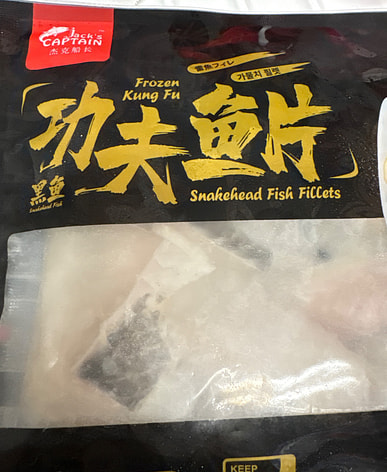 Jack's
CAPTAIN
杰克船长
Frozen
Kung Fu
雷魚フィレ
가물치 필렛
功夫鱼片
黑鱼
Snakehead Fish
Snakehead Fish Fillets
KEEP